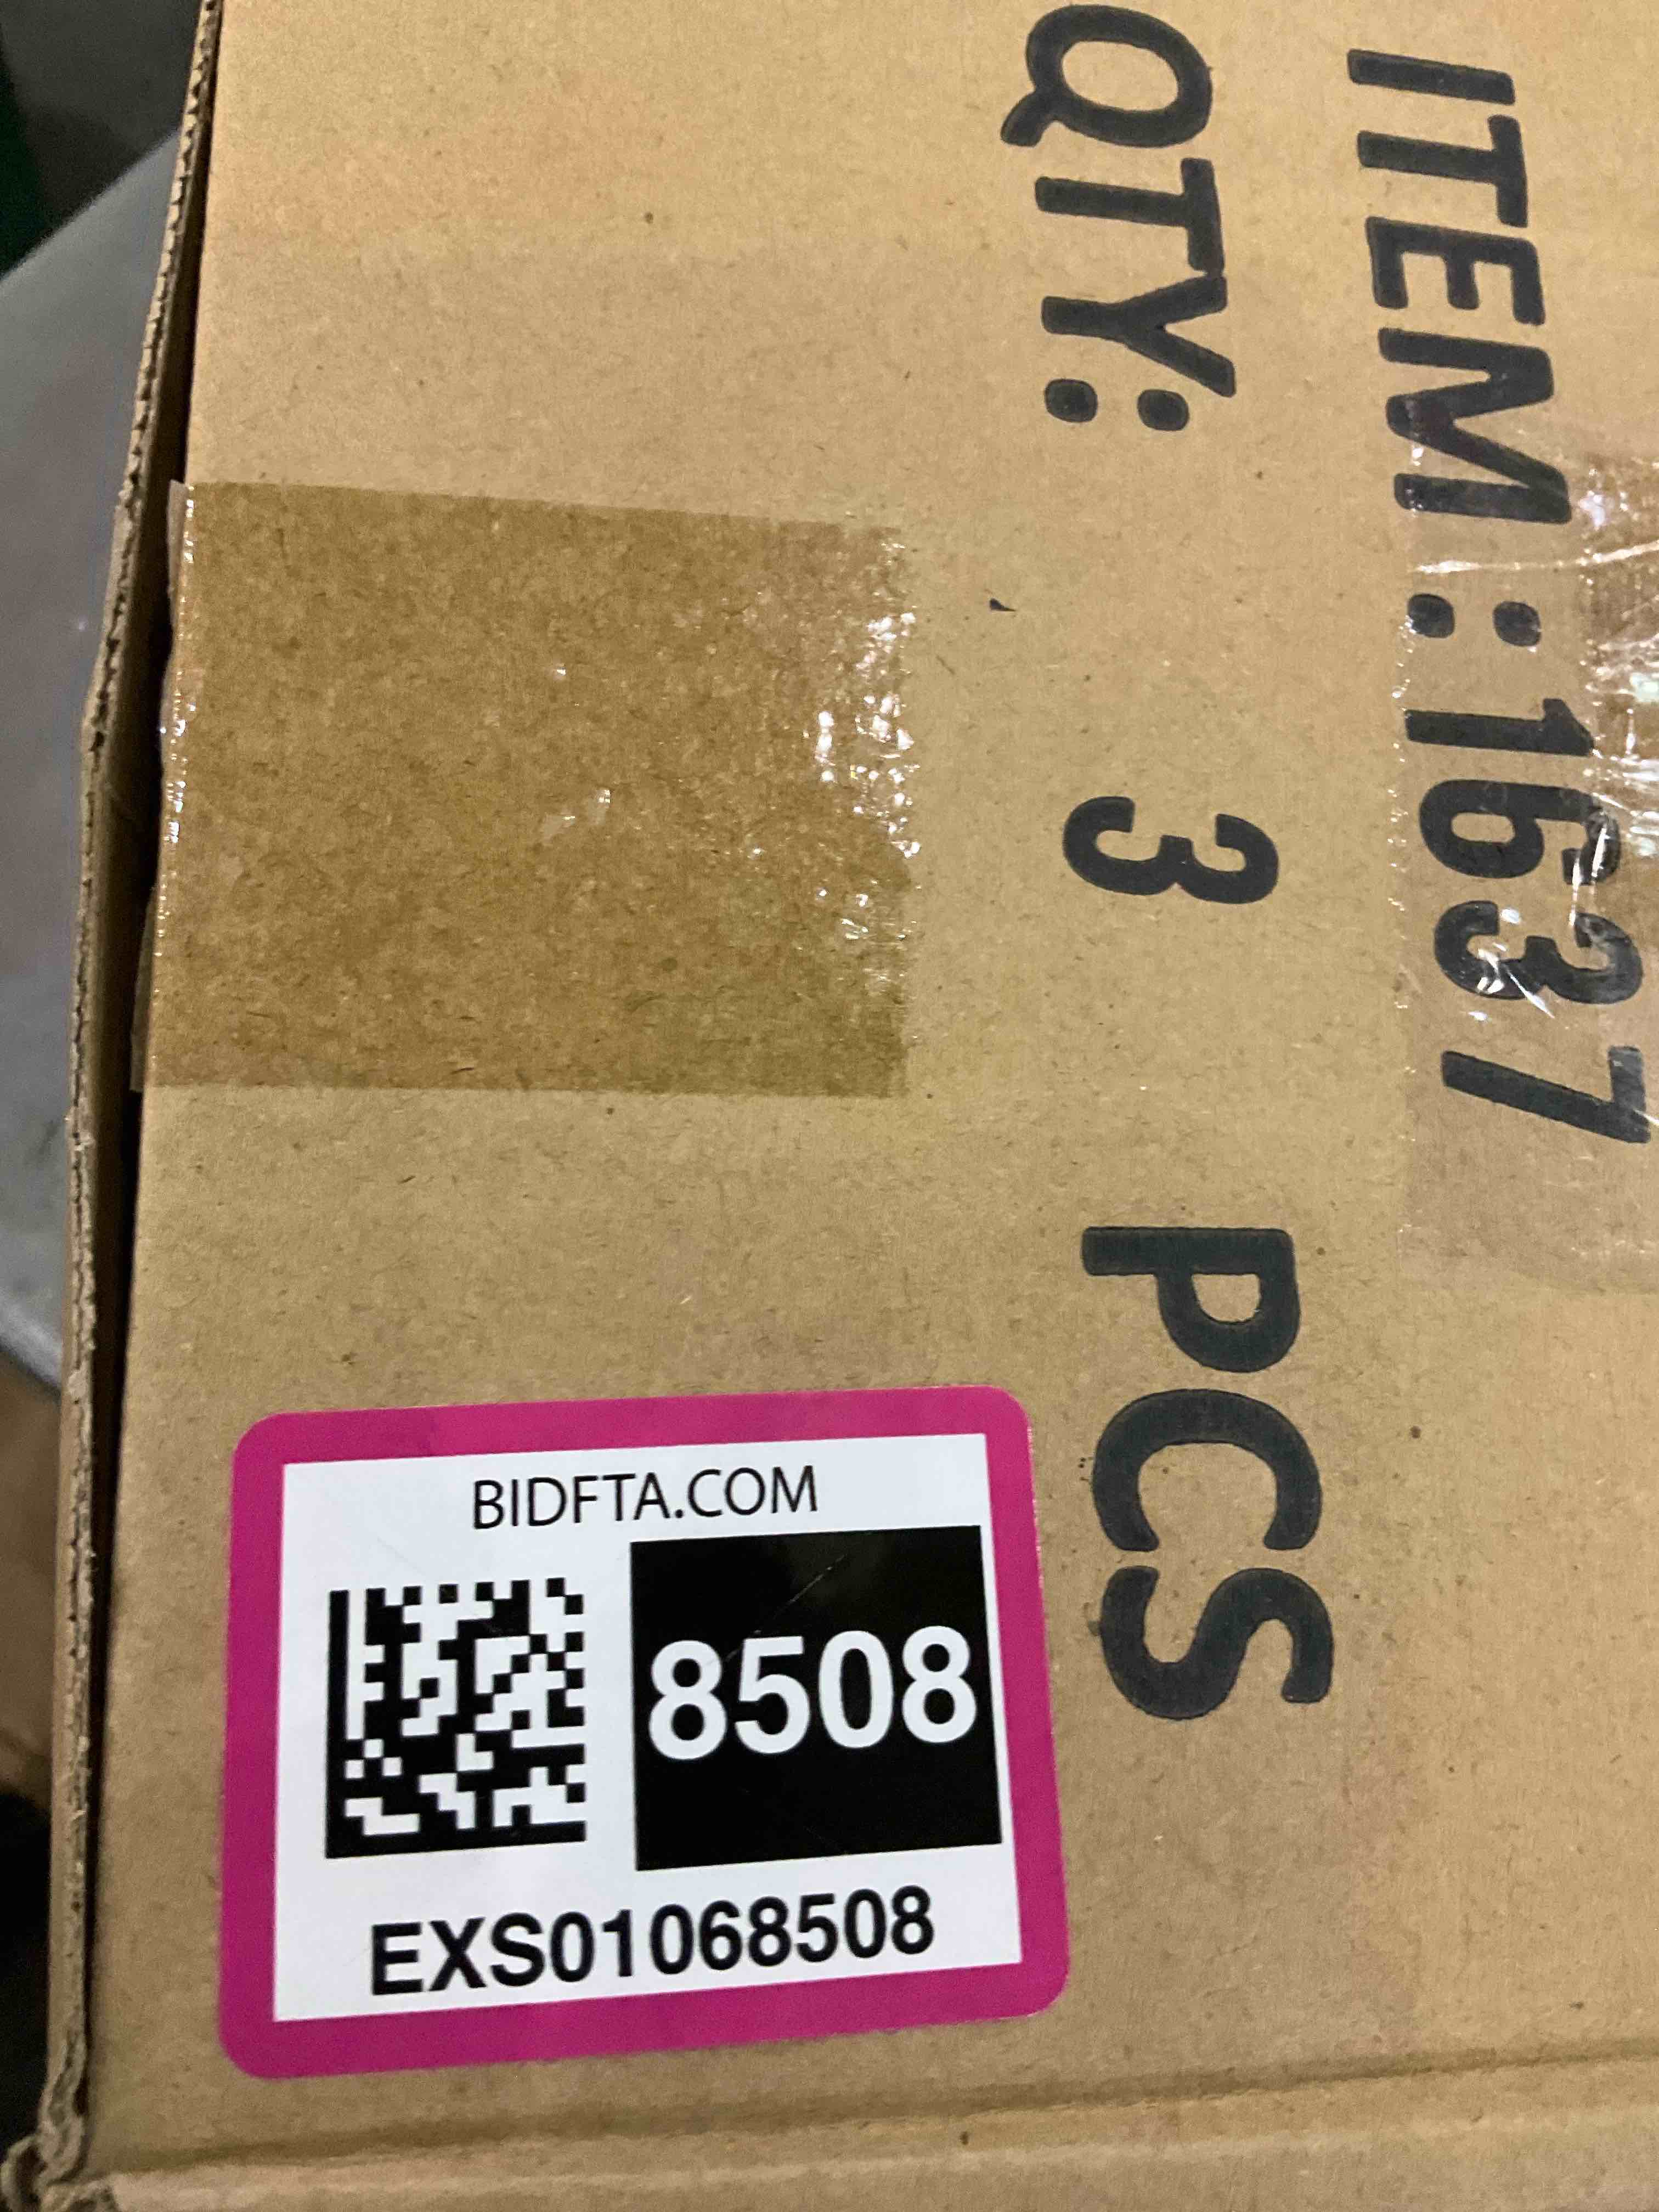 ITEM:1637
QTY: 3 PCS
BIDFTA.COM
8508
EXS01068508